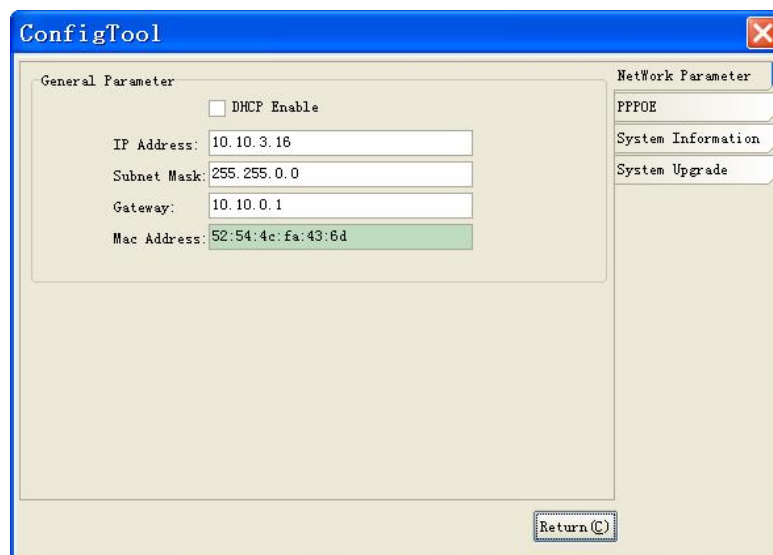 ConfigTool
General Parameter
DHCP Enable
IP Address: 10.10.3.16
Subnet Mask: 255.255.0.0
Gateway: 10.10.0.1
Mac Address: 52:54:4c:fa:43:6d
NetWork Parameter
PPPOE
System Information
System Upgrade
Return(C)